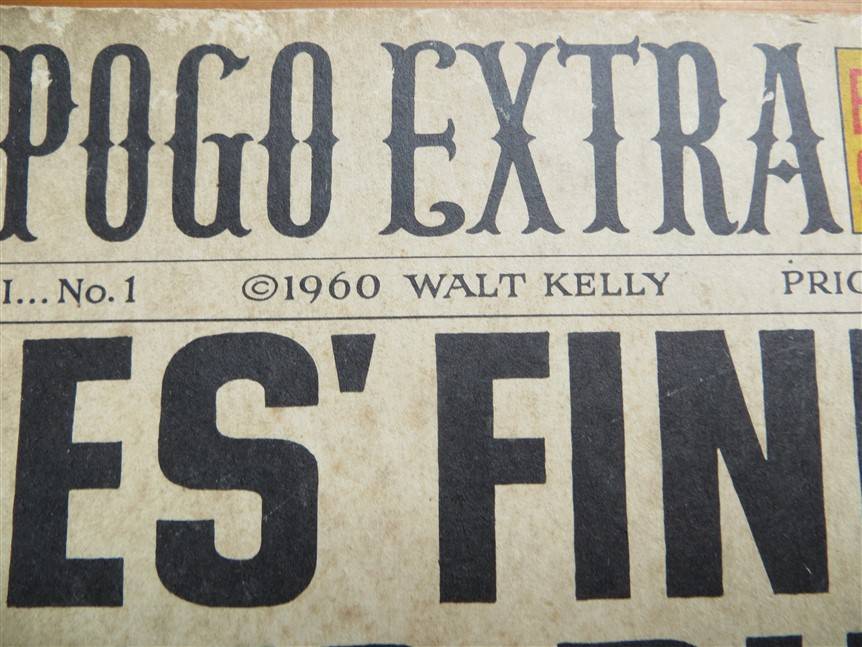 POGO EXTRA
I... No. 1 ©1960 WALT KELLY PRIC
ES' FIN